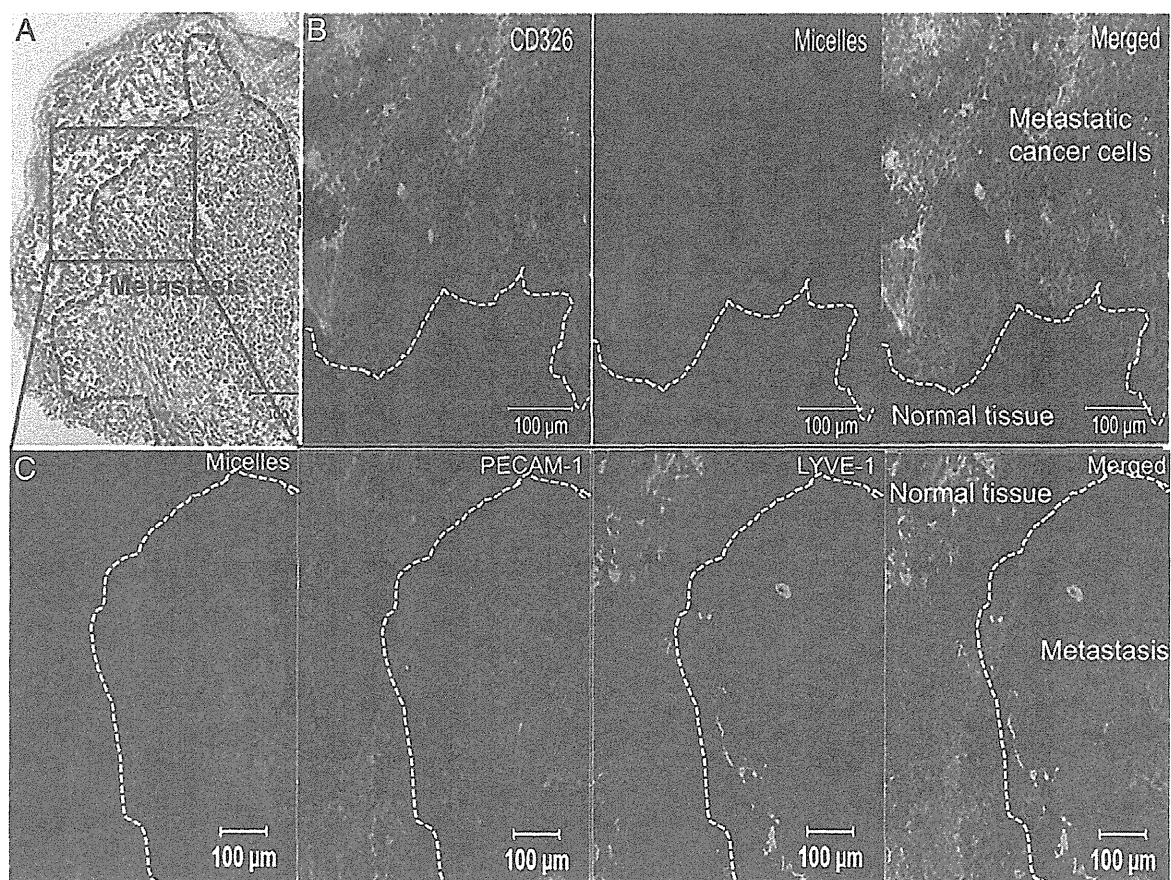 A
Metastasis
B
CD326
Micelles
Merged
Metastatic
cancer cells
100 µm
100 µm
Normal tissue
100 µm
C
Micelles
PECAM-1
LYVE-1
Merged
Normal tissue
Metastasis
100 µm
100 µm
100 µm
100 µm